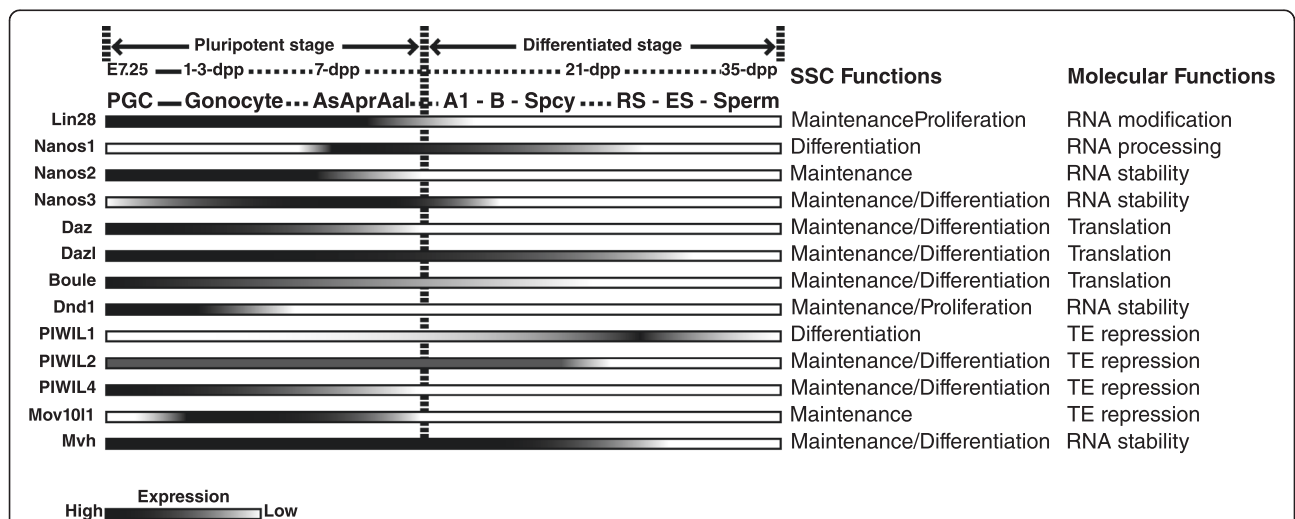 Pluripotent stage Differentiated stage
E7.25 1-3-dpp 7-dpp 21-dpp 35-dpp SSC Functions Molecular Functions
PGC Gonocyte AsAprAal A1 - B - Spcy RS - ES - Sperm
Lin28 MaintenanceProliferation RNA modification
Nanos1 Differentiation RNA processing
Nanos2 Maintenance RNA stability
Nanos3 Maintenance/Differentiation RNA stability
Daz Maintenance/Differentiation Translation
Dazl Maintenance/Differentiation Translation
Boule Maintenance/Differentiation Translation
Dnd1 Maintenance/Proliferation RNA stability
PIWIL1 Differentiation TE repression
PIWIL2 Maintenance/Differentiation TE repression
PIWIL4 Maintenance/Differentiation TE repression
Mov10l1 Maintenance TE repression
Mvh Maintenance/Differentiation RNA stability
Expression
High Low